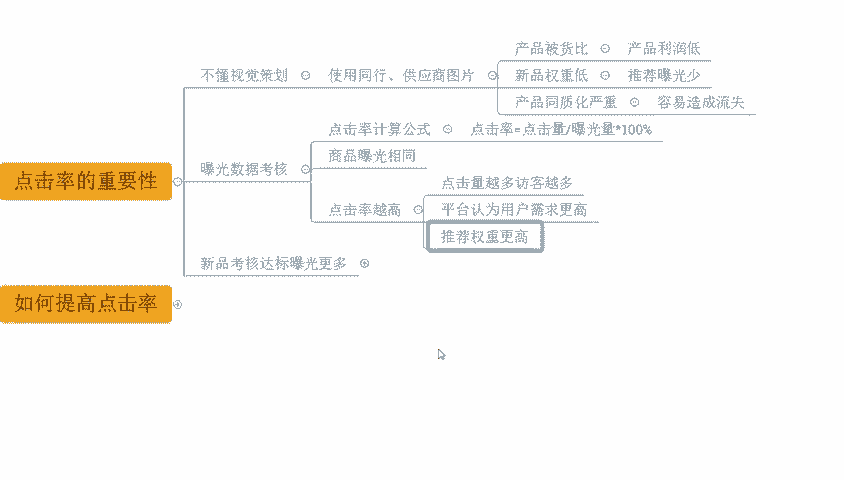 点击率的重要性
不懂视觉策划
使用同行、供应商图片
产品被货比
产品利润低
新品权重低
推荐曝光少
产品同质化严重
容易造成流失
曝光数据考核
点击率计算公式
点击率=点击量/曝光量*100%
商品曝光相同
点击率越高
点击量越多访客越多
平台认为用户需求更高
推荐权重更高
新品考核达标曝光更多
如何提高点击率